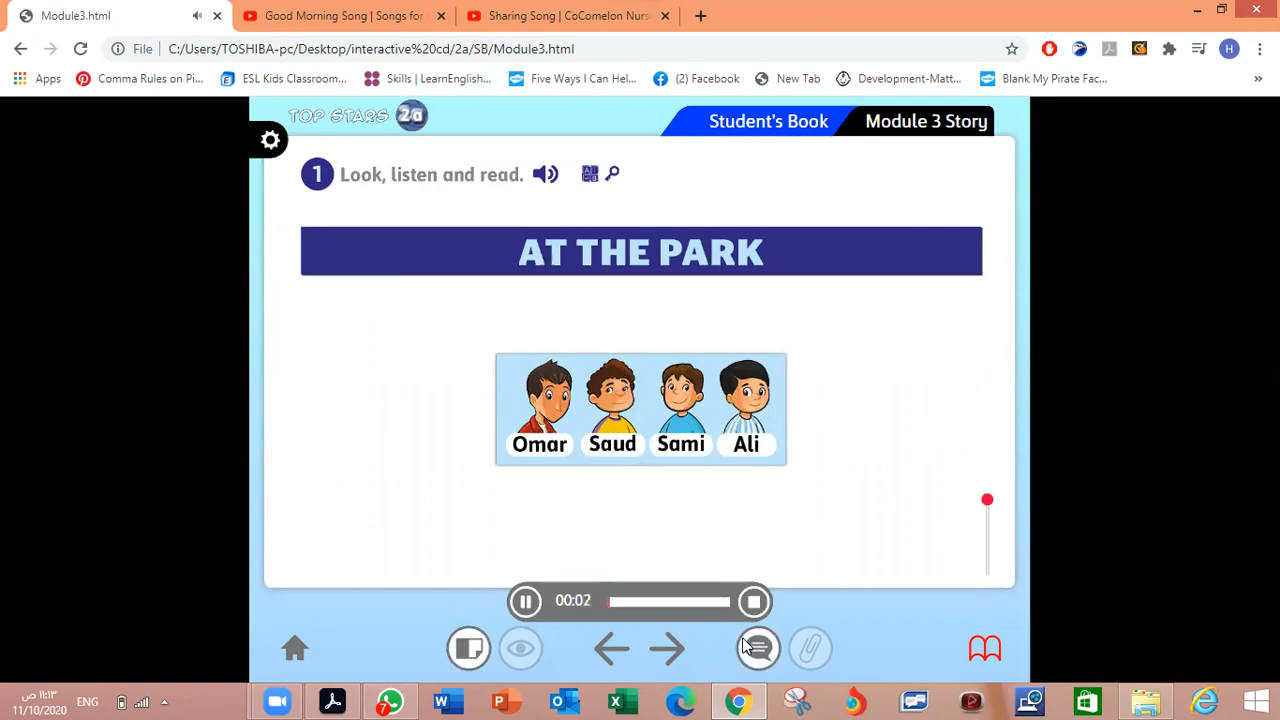 Module3.html
Good Morning Song | Songs for
Sharing Song | CoComelon Nurs
File | C:/Users/TOSHIBA-pc/Desktop/interactive%20cd/2a/SB/Module3.html
H
Apps
Comma Rules on Pi...
ESL Kids Classroom...
Skills | LearnEnglish...
Five Ways I Can Hel...
(2) Facebook
New Tab
Development-Matt...
Blank My Pirate Fac...
»
TOP STARS 2a
Student's Book
Module 3 Story
1 Look, listen and read.
AT THE PARK
Omar Saud Sami Ali
00:02
7
ENG
١١:١٣ ص
11/10/2020